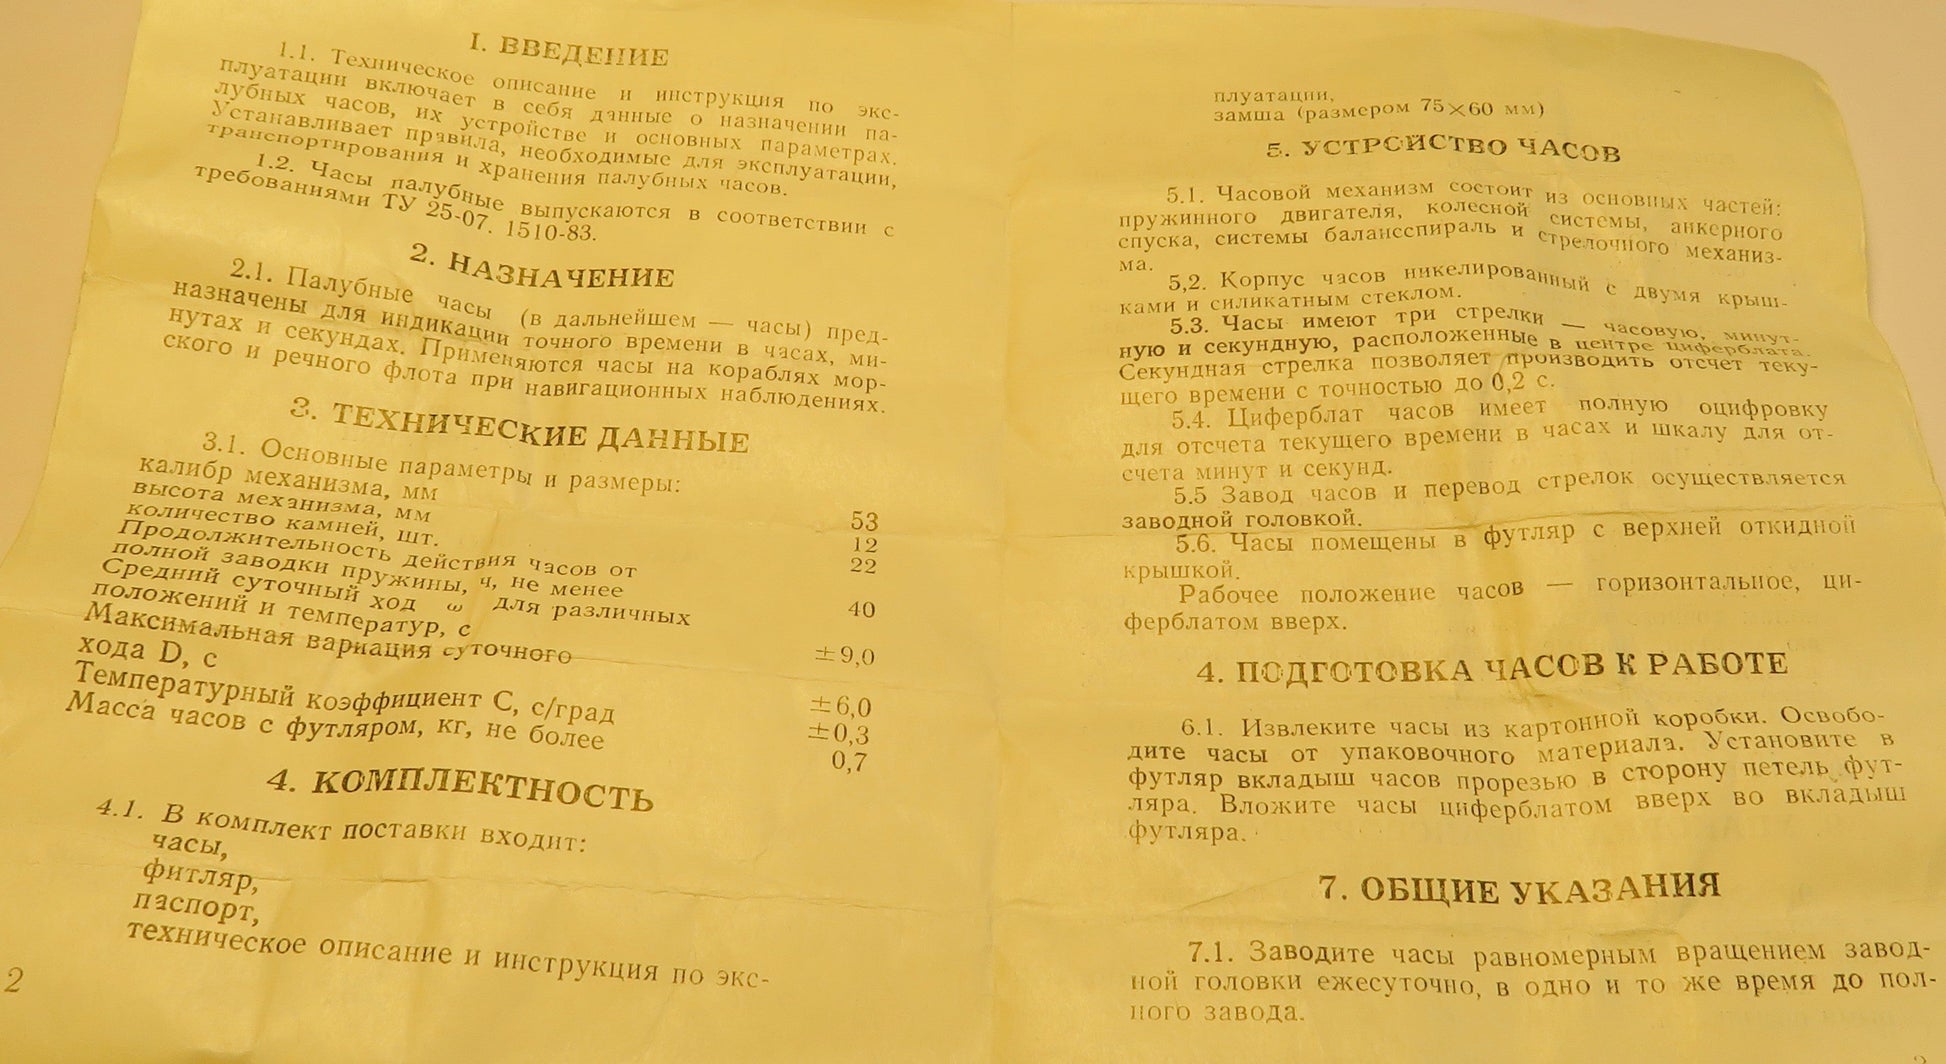 1. ВВЕДЕНИЕ
1.1. Техническое описание и инструкция по экс-
плуатации включает в себя данные о назначении па-
лубных часов, их устройстве и основных параметрах.
Устанавливает правила, необходимые для эксплуатации,
транспортирования и хранения палубных часов.
1.2. Часы палубные выпускаются в соответствии с
требованиями ТУ 25-07. 1510-83.
2. НАЗНАЧЕНИЕ
2.1. Палубные часы (в дальнейшем — часы) пред-
назначены для индикации точного времени в часах, ми-
нутах и секундах. Применяются часы на кораблях мор-
ского и речного флота при навигационных наблюдениях.
3. ТЕХНИЧЕСКИЕ ДАННЫЕ
3.1. Основные параметры и размеры:
калибр механизма, мм 53
высота механизма, мм 12
количество камней, шт. 22
Продолжительность действия часов от
полной заводки пружины, ч, не менее 40
Средний суточный ход ω для различных
положений и температур, с ±9,0
Максимальная вариация суточного
хода D, с ±6,0
Температурный коэффициент С, с/град ±0,3
Масса часов с футляром, кг, не более 0,7
4. КОМПЛЕКТНОСТЬ
4.1. В комплект поставки входит:
часы,
фитляр,
паспорт,
техническое описание и инструкция по экс-
2
плуатации,
замша (размером 75×60 мм)
5. УСТРОЙСТВО ЧАСОВ
5.1. Часовой механизм состоит из основных частей:
пружинного двигателя, колесной системы, анкерного
спуска, системы балансспираль и стрелочного механиз-
ма.
5,2. Корпус часов никелированный с двумя крыш-
ками и силикатным стеклом.
5.3. Часы имеют три стрелки — часовую, минут-
ную и секундную, расположенные в центре циферблата.
Секундная стрелка позволяет производить отсчет теку-
щего времени с точностью до 0,2 с.
5.4. Циферблат часов имеет полную оцифровку
для отсчета текущего времени в часах и шкалу для от-
счета минут и секунд.
5.5 Завод часов и перевод стрелок осуществляется
заводной головкой.
5.6. Часы помещены в футляр с верхней откидной
крышкой.
Рабочее положение часов — горизонтальное, ци-
ферблатом вверх.
4. ПОДГОТОВКА ЧАСОВ К РАБОТЕ
6.1. Извлеките часы из картонной коробки. Освобо-
дите часы от упаковочного материала. Установите в
футляр вкладыш часов прорезью в сторону петель фут-
ляра. Вложите часы циферблатом вверх во вкладыш
футляра.
7. ОБЩИЕ УКАЗАНИЯ
7.1. Заводите часы равномерным вращением завод-
ной головки ежесуточно, в одно и то же время до пол-
ного завода.